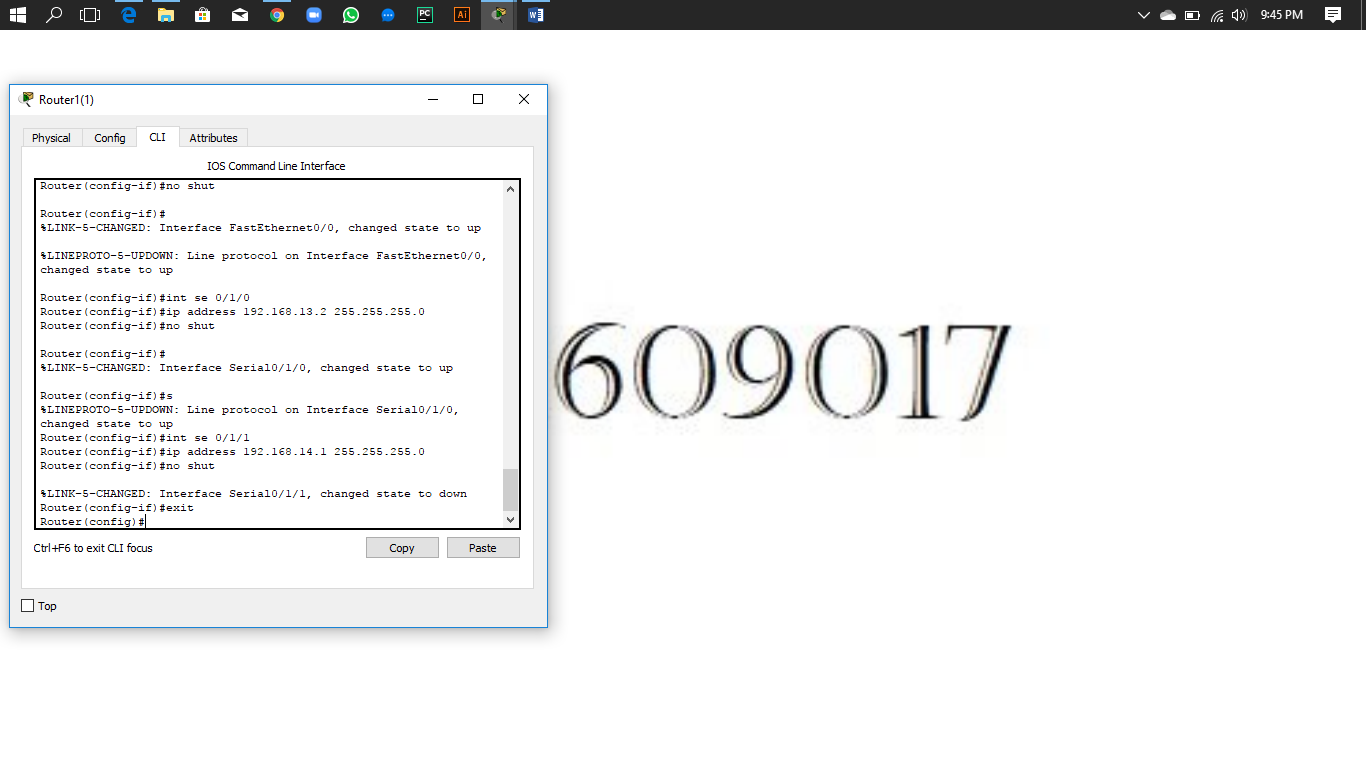 PC
Ai
W
9:45 PM
Router1(1)
Physical
Config
CLI
Attributes
IOS Command Line Interface
Router(config-if)#no shut
Router(config-if)#
%LINK-5-CHANGED: Interface FastEthernet0/0, changed state to up
%LINEPROTO-5-UPDOWN: Line protocol on Interface FastEthernet0/0,
changed state to up
Router(config-if)#int se 0/1/0
Router(config-if)#ip address 192.168.13.2 255.255.255.0
Router(config-if)#no shut
Router(config-if)#
%LINK-5-CHANGED: Interface Serial0/1/0, changed state to up
Router(config-if)#s
%LINEPROTO-5-UPDOWN: Line protocol on Interface Serial0/1/0,
changed state to up
Router(config-if)#int se 0/1/1
Router(config-if)#ip address 192.168.14.1 255.255.255.0
Router(config-if)#no shut
%LINK-5-CHANGED: Interface Serial0/1/1, changed state to down
Router(config-if)#exit
Router(config)#
Ctrl+F6 to exit CLI focus
Copy
Paste
Top
609017